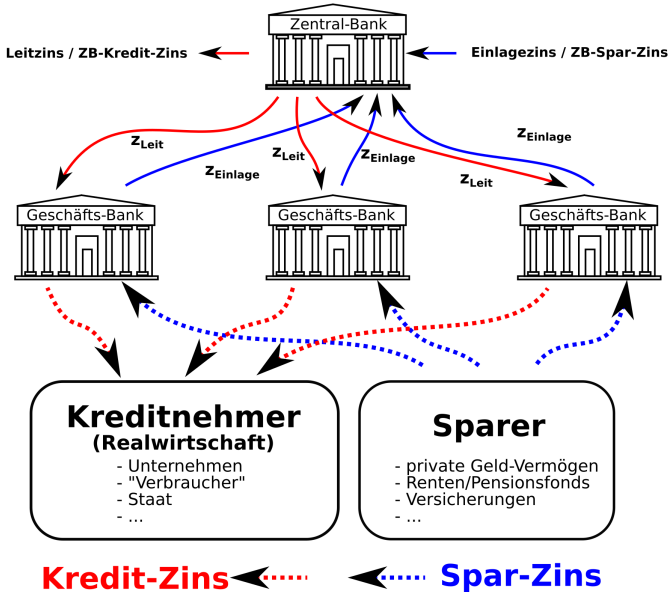 Zentral-Bank
Leitzins / ZB-Kredit-Zins
Einlagezins / ZB-Spar-Zins
zLeit
zEinlage
zLeit
zEinlage
zEinlage
zLeit
Geschäfts-Bank
Geschäfts-Bank
Geschäfts-Bank
Kreditnehmer
(Realwirtschaft)
- Unternehmen
- "Verbraucher"
- Staat
- ...
Sparer
- private Geld-Vermögen
- Renten/Pensionsfonds
- Versicherungen
- ...
Kredit-Zins
Spar-Zins